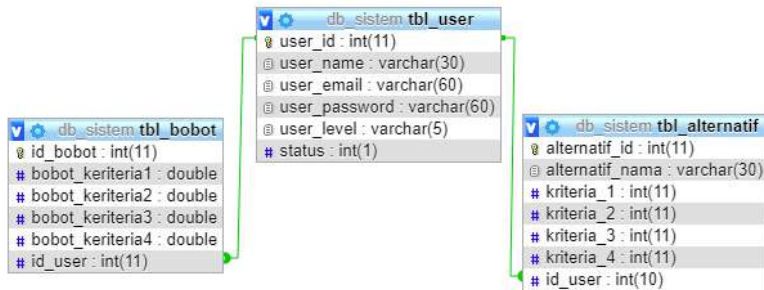 db_sistem tbl_user
user_id : int(11)
user_name : varchar(30)
user_email : varchar(60)
user_password : varchar(60)
user_level : varchar(5)
# status : int(1)
db_sistem tbl_bobot
id_bobot : int(11)
# bobot_keriteria1 : double
# bobot_keriteria2 : double
# bobot_keriteria3 : double
# bobot_keriteria4 : double
# id_user : int(11)
db_sistem tbl_alternatif
alternatif_id : int(11)
alternatif_nama : varchar(30)
# kriteria_1 : int(11)
# kriteria_2 : int(11)
# kriteria_3 : int(11)
# kriteria_4 : int(11)
# id_user : int(10)